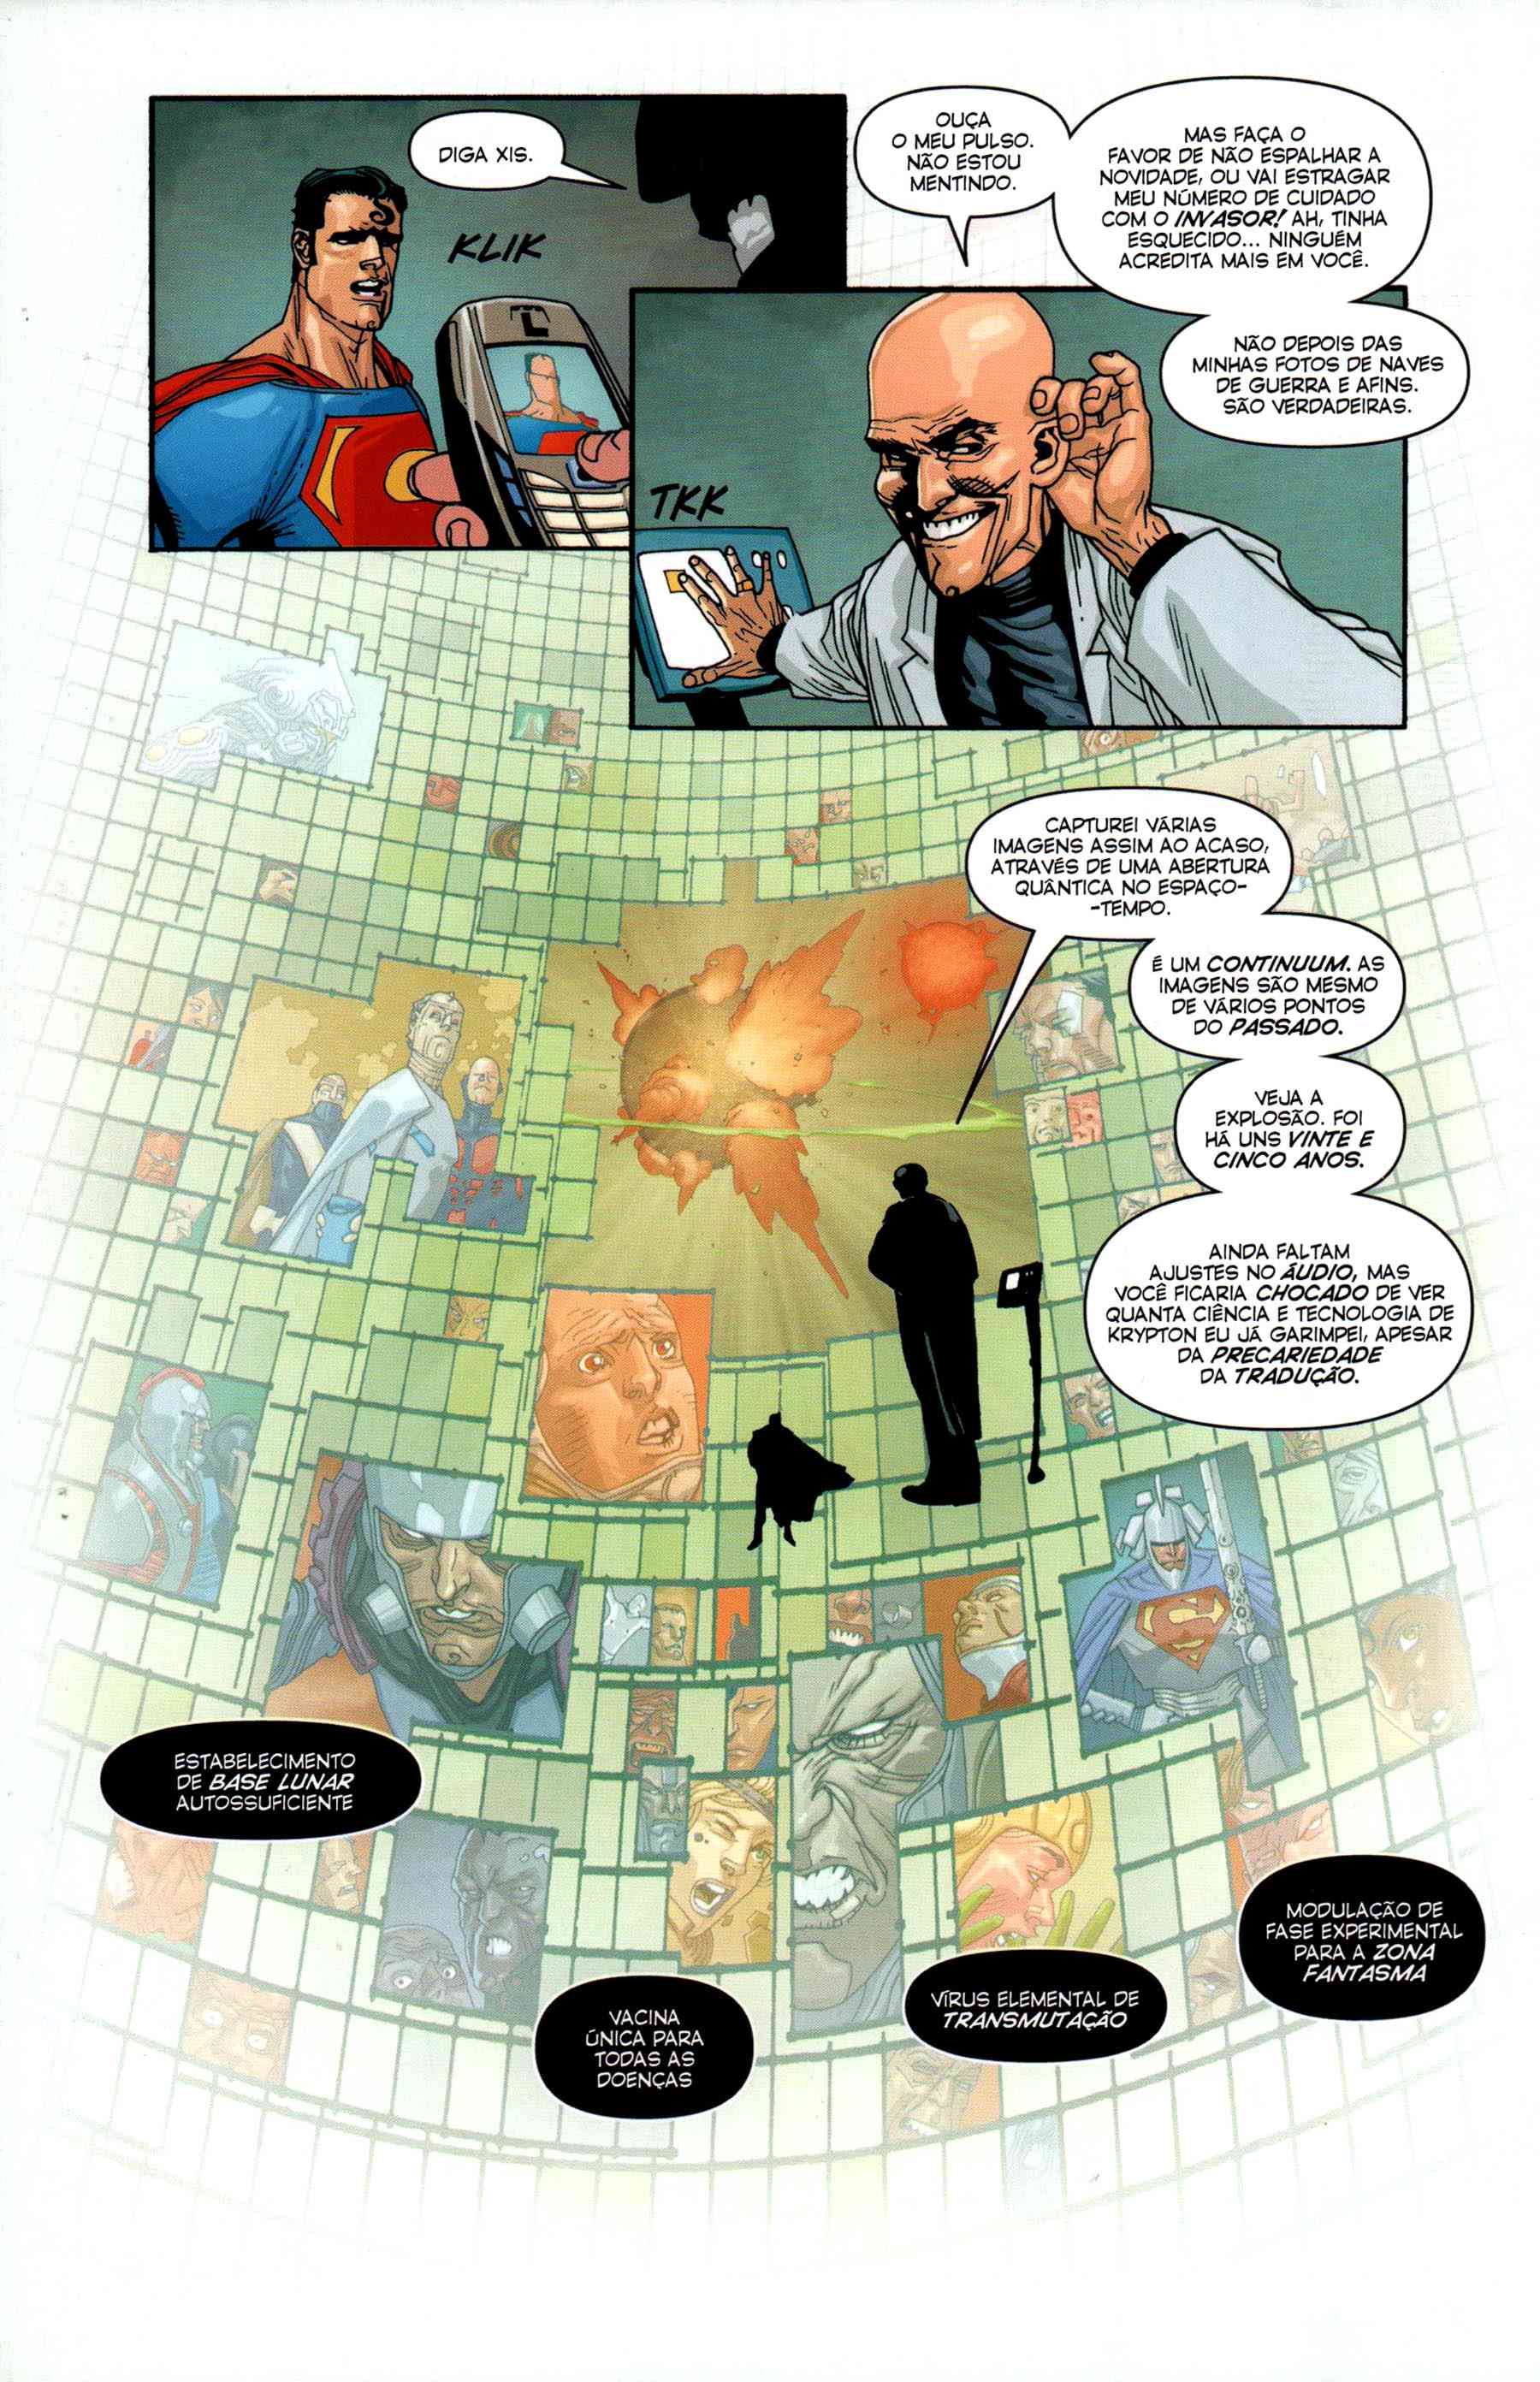 DIGA XIS.
KLIK
OUÇA
O MEU PULSO.
NÃO ESTOU
MENTINDO.
MAS FAÇA O
FAVOR DE NÃO ESPALHAR A
NOVIDADE, OU VAI ESTRAGAR
MEU NÚMERO DE CUIDADO
COM O INVASOR! AH, TINHA
ESQUECIDO... NINGUÉM
ACREDITA MAIS EM VOCÊ.
NÃO DEPOIS DAS
MINHAS FOTOS DE NAVES
DE GUERRA E AFINS.
SÃO VERDADEIRAS.
TKK
CAPTUREI VÁRIAS
IMAGENS ASSIM AO ACASO,
ATRAVÉS DE UMA ABERTURA
QUÂNTICA NO ESPAÇO-
-TEMPO.
É UM CONTINUUM. AS
IMAGENS SÃO MESMO
DE VÁRIOS PONTOS
DO PASSADO.
VEJA A
EXPLOSÃO. FOI
HÁ UNS VINTE E
CINCO ANOS.
AINDA FALTAM
AJUSTES NO ÁUDIO, MAS
VOCÊ FICARIA CHOCADO DE VER
QUANTA CIÊNCIA E TECNOLOGIA DE
KRYPTON EU JÁ GARIMPEI, APESAR
DA PRECARIEDADE
DA TRADUÇÃO.
ESTABELECIMENTO
DE BASE LUNAR
AUTOSSUFICIENTE
VACINA
ÚNICA PARA
TODAS AS
DOENÇAS
VÍRUS ELEMENTAL DE
TRANSMUTAÇÃO
MODULAÇÃO DE
FASE EXPERIMENTAL
PARA A ZONA
FANTASMA